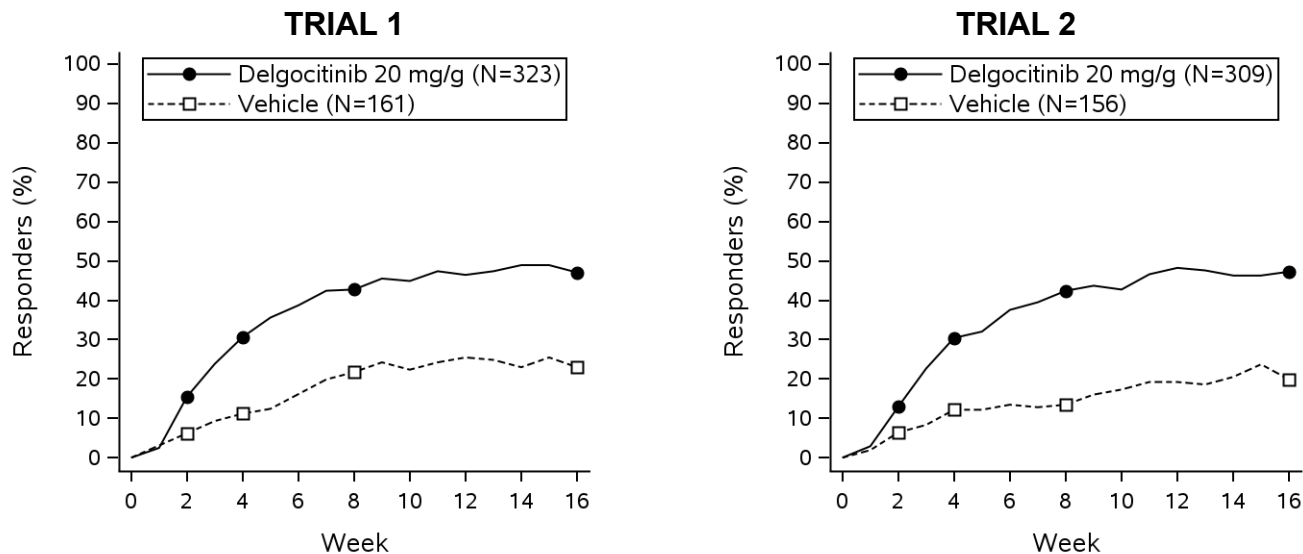 TRIAL 1
Delgocitinib 20 mg/g (N=323)
Vehicle (N=161)
Responders (%)
100
90
80
70
60
50
40
30
20
10
0
0 2 4 6 8 10 12 14 16
Week
TRIAL 2
Delgocitinib 20 mg/g (N=309)
Vehicle (N=156)
Responders (%)
100
90
80
70
60
50
40
30
20
10
0
0 2 4 6 8 10 12 14 16
Week